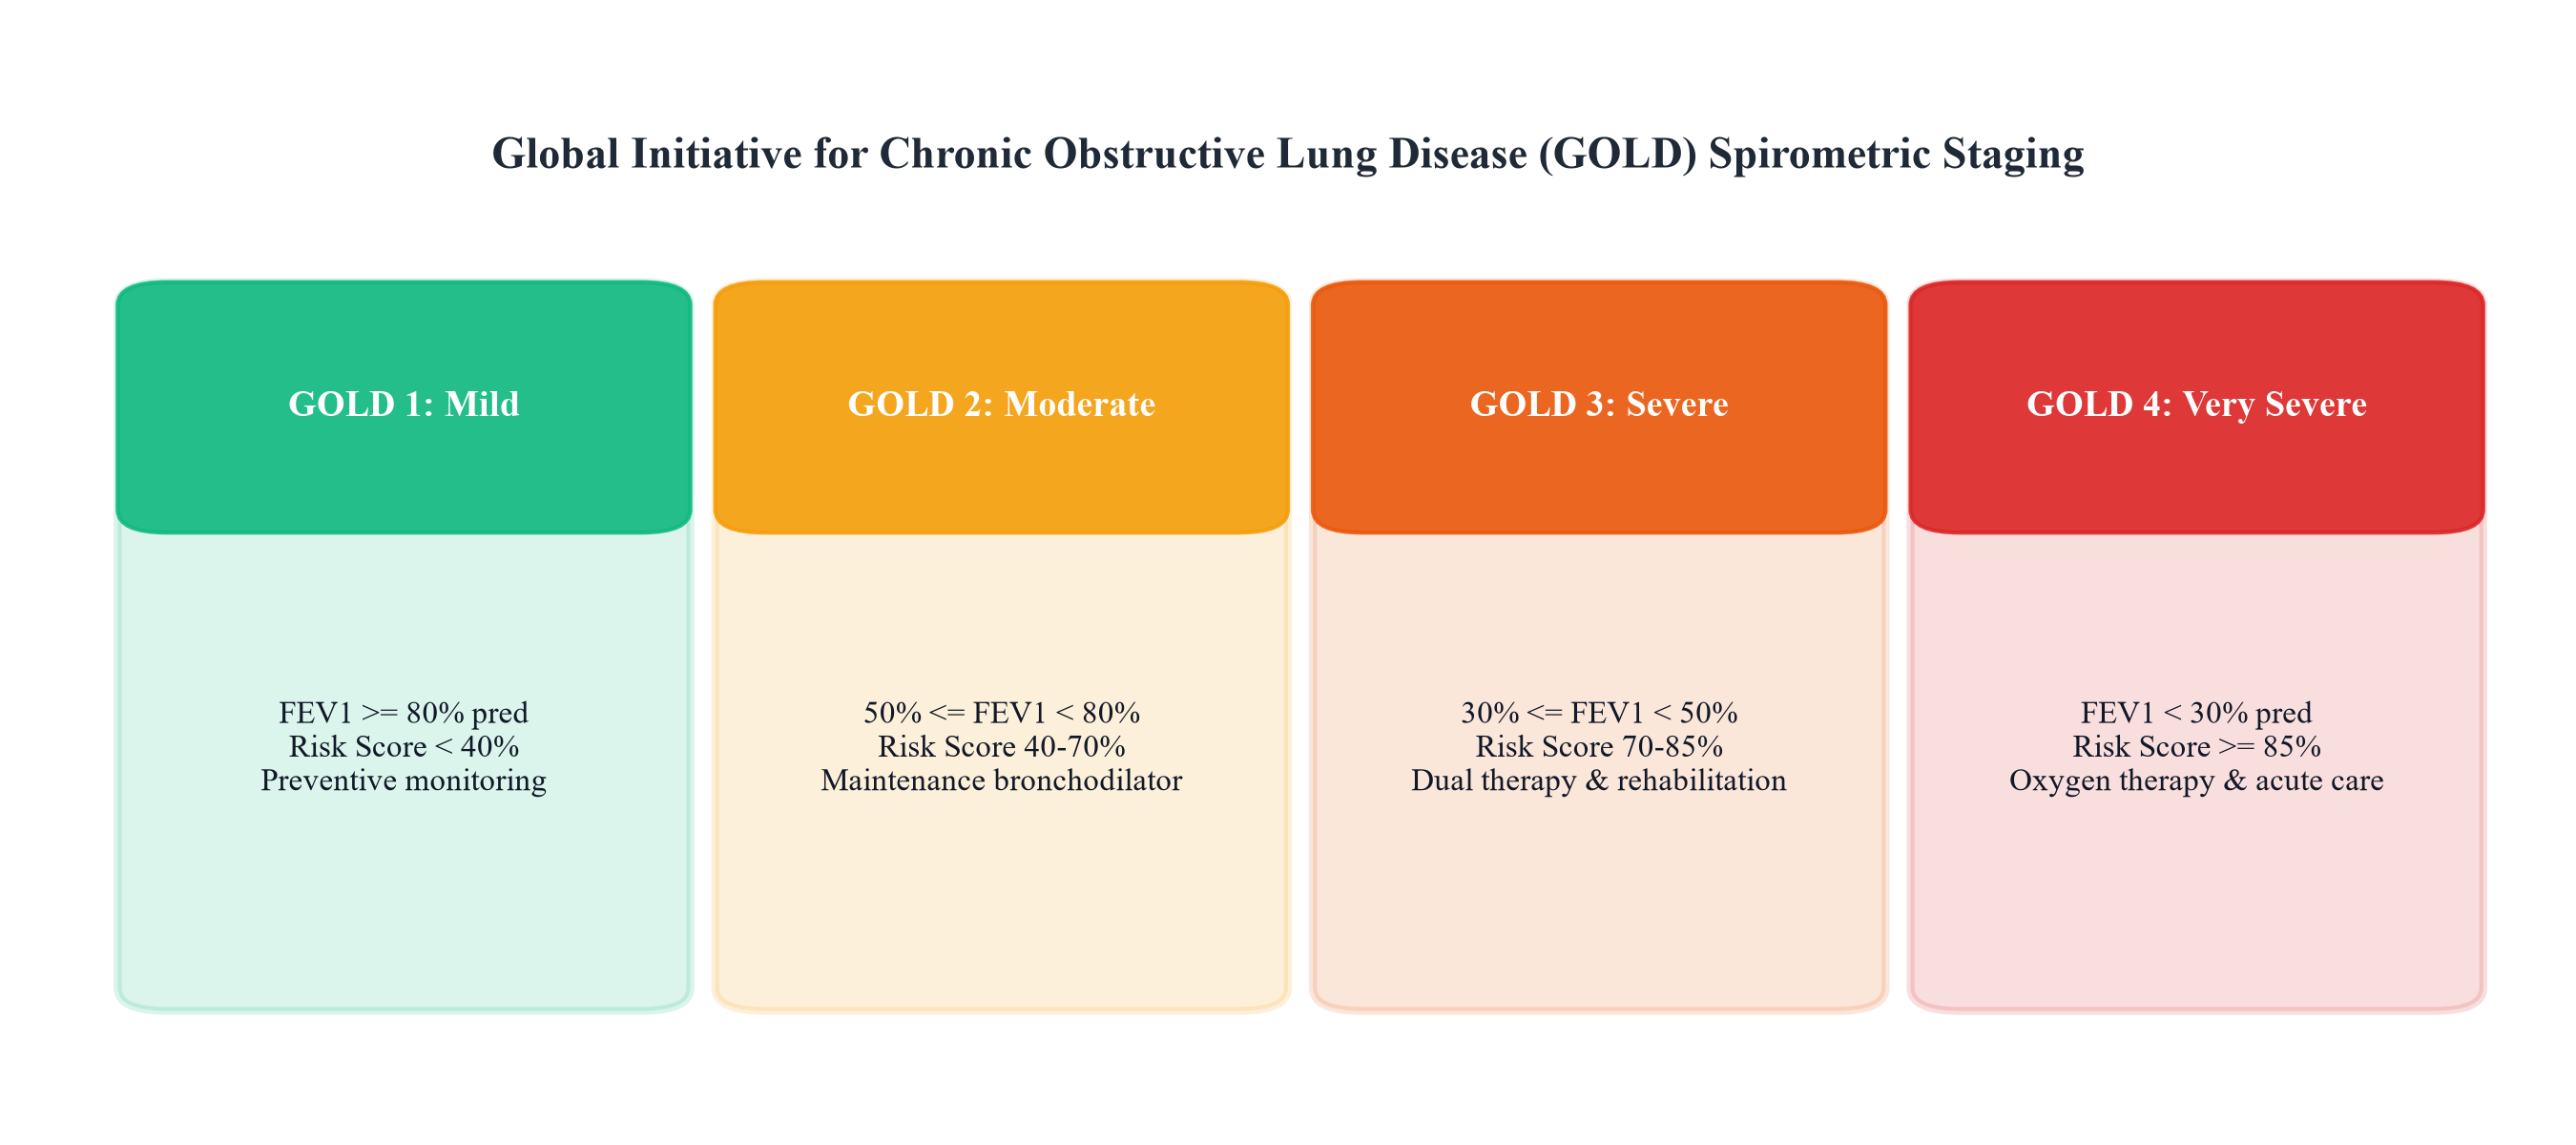 Global Initiative for Chronic Obstructive Lung Disease (GOLD) Spirometric Staging
GOLD 1: Mild
FEV1 >= 80% pred
Risk Score < 40%
Preventive monitoring
GOLD 2: Moderate
50% <= FEV1 < 80%
Risk Score 40-70%
Maintenance bronchodilator
GOLD 3: Severe
30% <= FEV1 < 50%
Risk Score 70-85%
Dual therapy & rehabilitation
GOLD 4: Very Severe
FEV1 < 30% pred
Risk Score >= 85%
Oxygen therapy & acute care